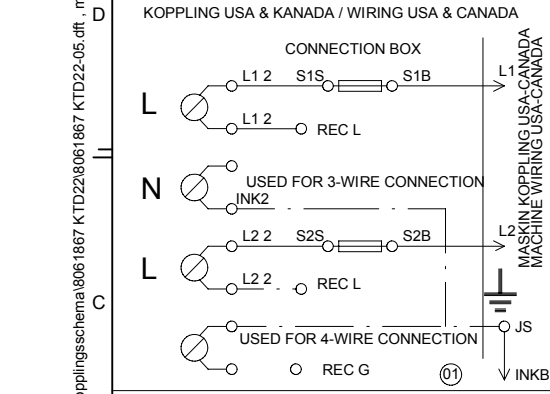 D
KOPPLING USA & KANADA / WIRING USA & CANADA
CONNECTION BOX
L1 2 S1S S1B L1
L
L1 2 REC L
N
USED FOR 3-WIRE CONNECTION
INK2
L2 2 S2S S2B L2
L
L2 2 REC L
C
JS
USED FOR 4-WIRE CONNECTION
REC G 01 INKB
MASKIN KOPPLING USA-CANADA
MACHINE WIRING USA-CANADA
opplingsschema\8061867 KTD22\8061867 KTD22-05.dft , m